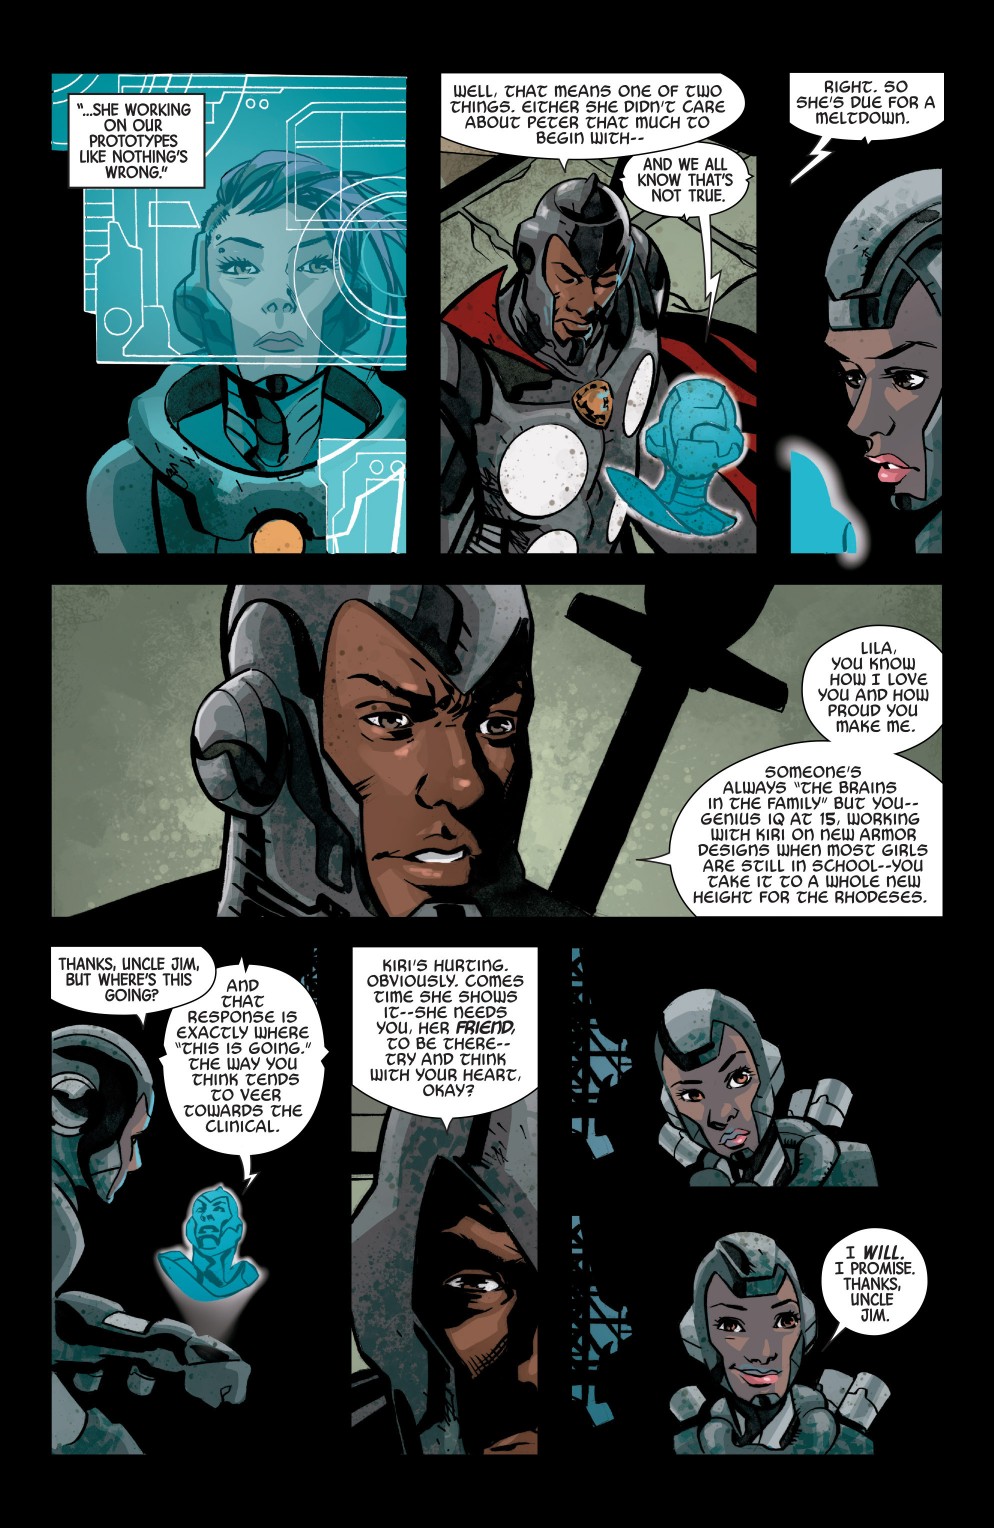 "...SHE WORKING
ON OUR
PROTOTYPES
LIKE NOTHING'S
WRONG."
WELL, THAT MEANS ONE OF TWO
THINGS. EITHER SHE DIDN'T CARE
ABOUT PETER THAT MUCH TO
BEGIN WITH--
AND WE ALL
KNOW THAT'S
NOT TRUE.
RIGHT. SO
SHE'S DUE FOR A
MELTDOWN.
LILA,
YOU KNOW
HOW I LOVE
YOU AND HOW
PROUD YOU
MAKE ME.
SOMEONE'S
ALWAYS "THE BRAINS
IN THE FAMILY" BUT YOU--
GENIUS IQ AT 15, WORKING
WITH KIRI ON NEW ARMOR
DESIGNS WHEN MOST GIRLS
ARE STILL IN SCHOOL--YOU
TAKE IT TO A WHOLE NEW
HEIGHT FOR THE RHODESES.
THANKS, UNCLE JIM,
BUT WHERE'S THIS
GOING?
AND
THAT
RESPONSE IS
EXACTLY WHERE
"THIS IS GOING."
THE WAY YOU
THINK TENDS
TO VEER
TOWARDS THE
CLINICAL.
KIRI'S HURTING.
OBVIOUSLY. COMES
TIME SHE SHOWS
IT--SHE NEEDS
YOU, HER FRIEND,
TO BE THERE--
TRY AND THINK
WITH YOUR HEART,
OKAY?
I WILL.
I PROMISE.
THANKS,
UNCLE
JIM.